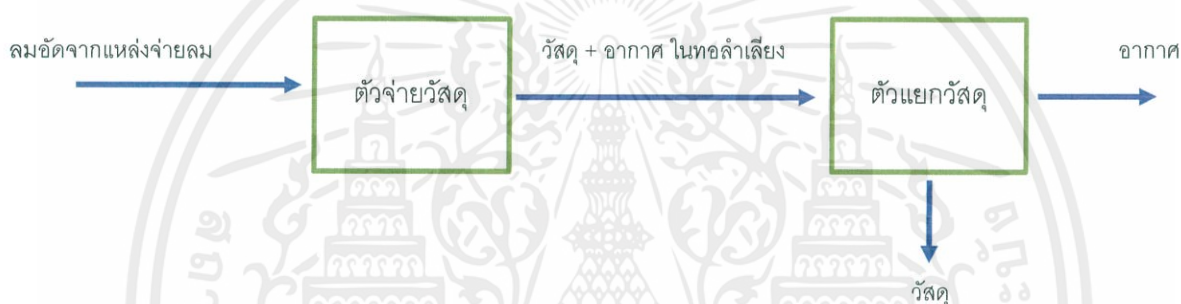 ลมอัดจากแหล่งจ่ายลม
ตัวจ่ายวัสดุ
วัสดุ + อากาศ ในทอลำเลียง
ตัวแยกวัสดุ
อากาศ
วัสดุ